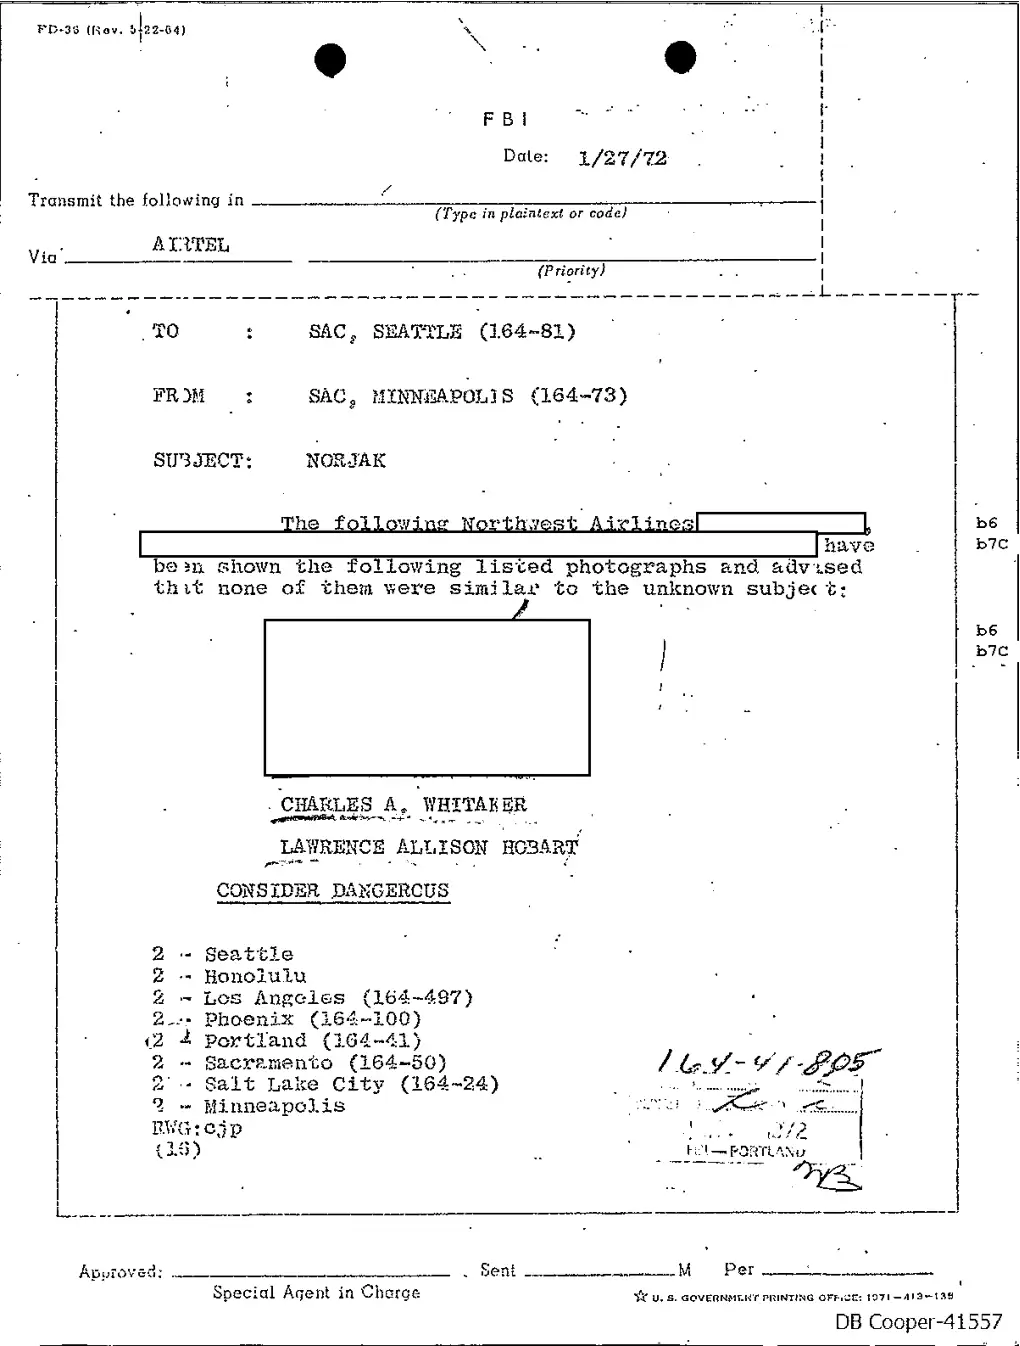 FD-36 (Rev. 5-22-64)
FBI
Date: 1/27/72
Transmit the following in
(Type in plaintext or code)
Via AIRTEL
(Priority)
TO : SAC, SEATTLE (164-81)
FROM : SAC, MINNEAPOLIS (164-73)
SUBJECT: NORJAK
The following Northwest Airlines
, b6
have b7C
been shown the following listed photographs and advised
that none of them were similar to the unknown subject:
b6
b7C
CHARLES A. WHITAKER
LAWRENCE ALLISON HOBART
CONSIDER DANGEROUS
2 - Seattle
2 - Honolulu
2 - Los Angeles (164-497)
2 - Phoenix (164-100)
2 - Portland (164-41)
2 - Sacramento (164-50)
2 - Salt Lake City (164-24)
2 - Minneapolis
RWG:cjp
(16)
164-41-805
FBI—PORTLAND
Approved: Sent M Per
Special Agent in Charge
☆ U. S. GOVERNMENT PRINTING OFFICE: 1971—413-135
DB Cooper-41557